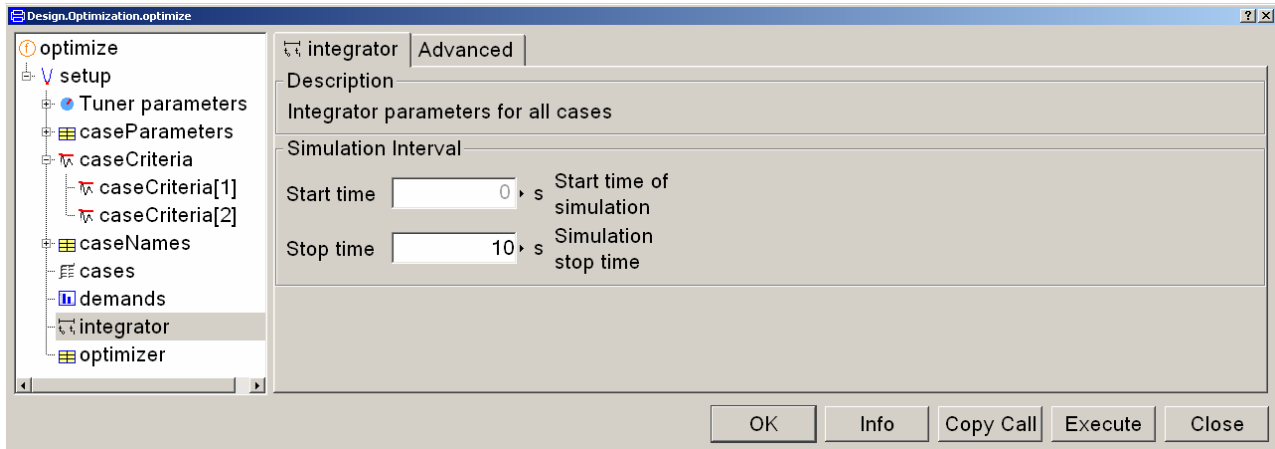 Design.Optimization.optimize
optimize
setup
Tuner parameters
caseParameters
caseCriteria
caseCriteria[1]
caseCriteria[2]
caseNames
cases
demands
integrator
optimizer
integrator Advanced
Description
Integrator parameters for all cases
Simulation Interval
Start time 0 s Start time of
simulation
Stop time 10 s Simulation
stop time
OK Info Copy Call Execute Close